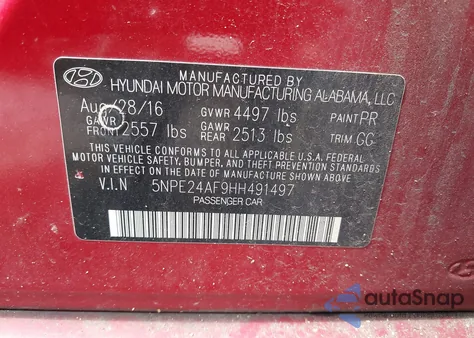 MANUFACTURED BY
HYUNDAI MOTOR MANUFACTURING ALABAMA, LLC
Aug/28/16 GVWR 4497 lbs PAINT PR
GAWR FRONT 2557 lbs GAWR REAR 2513 lbs TRIM GG
THIS VEHICLE CONFORMS TO ALL APPLICABLE U.S.A. FEDERAL
MOTOR VEHICLE SAFETY, BUMPER, AND THEFT PREVENTION STANDARDS
IN EFFECT ON THE DATE OF MANUFACTURE SHOWN ABOVE.
V.I.N 5NPE24AF9HH491497
PASSENGER CAR
autoSnap